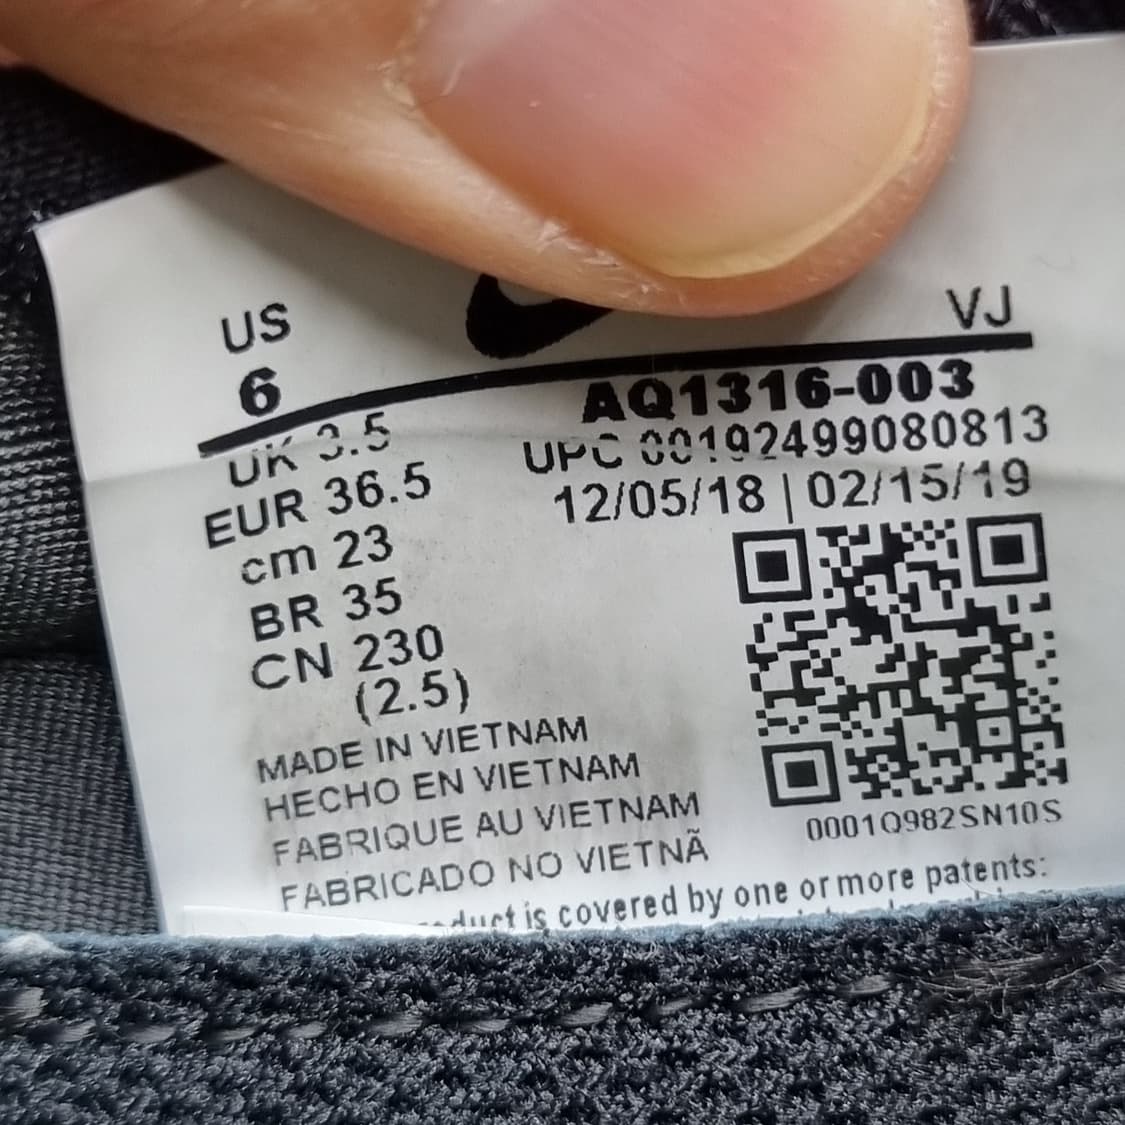 US
VJ
6
AQ1316-003
UK 3.5
UPC 00192499080813
EUR 36.5
12/05/18 | 02/15/19
cm 23
BR 35
CN 230
(2.5)
MADE IN VIETNAM
HECHO EN VIETNAM
FABRIQUE AU VIETNAM
FABRICADO NO VIETNÃ
0001Q982SN10S
is covered by one or more patents: